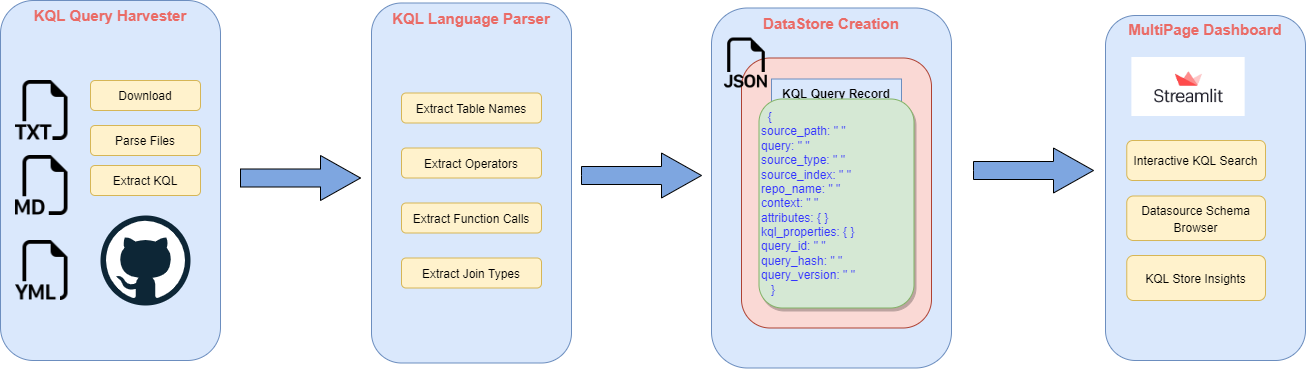 KQL Query Harvester
TXT
MD
YML
Download
Parse Files
Extract KQL
KQL Language Parser
Extract Table Names
Extract Operators
Extract Function Calls
Extract Join Types
DataStore Creation
JSON
KQL Query Record
{
source_path: " "
query: " "
source_type: " "
source_index: " "
repo_name: " "
context: " "
attributes: { }
kql_properties: { }
query_id: " "
query_hash: " "
query_version: " "
}
MultiPage Dashboard
Streamlit
Interactive KQL Search
Datasource Schema
Browser
KQL Store Insights